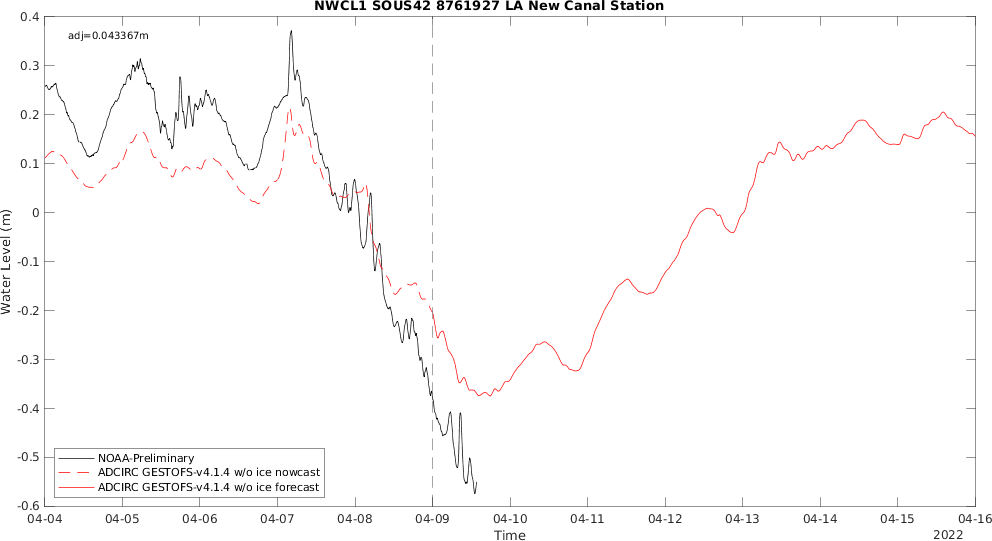 NWCL1 SOUS42 8761927 LA New Canal Station
adj=0.043367m
0.4
0.3
0.2
0.1
0
-0.1
-0.2
-0.3
-0.4
-0.5
-0.6
Water Level (m)
NOAA-Preliminary
ADCIRC GESTOFS-v4.1.4 w/o ice nowcast
ADCIRC GESTOFS-v4.1.4 w/o ice forecast
04-04 04-05 04-06 04-07 04-08 04-09 04-10 04-11 04-12 04-13 04-14 04-15 04-16
Time
2022